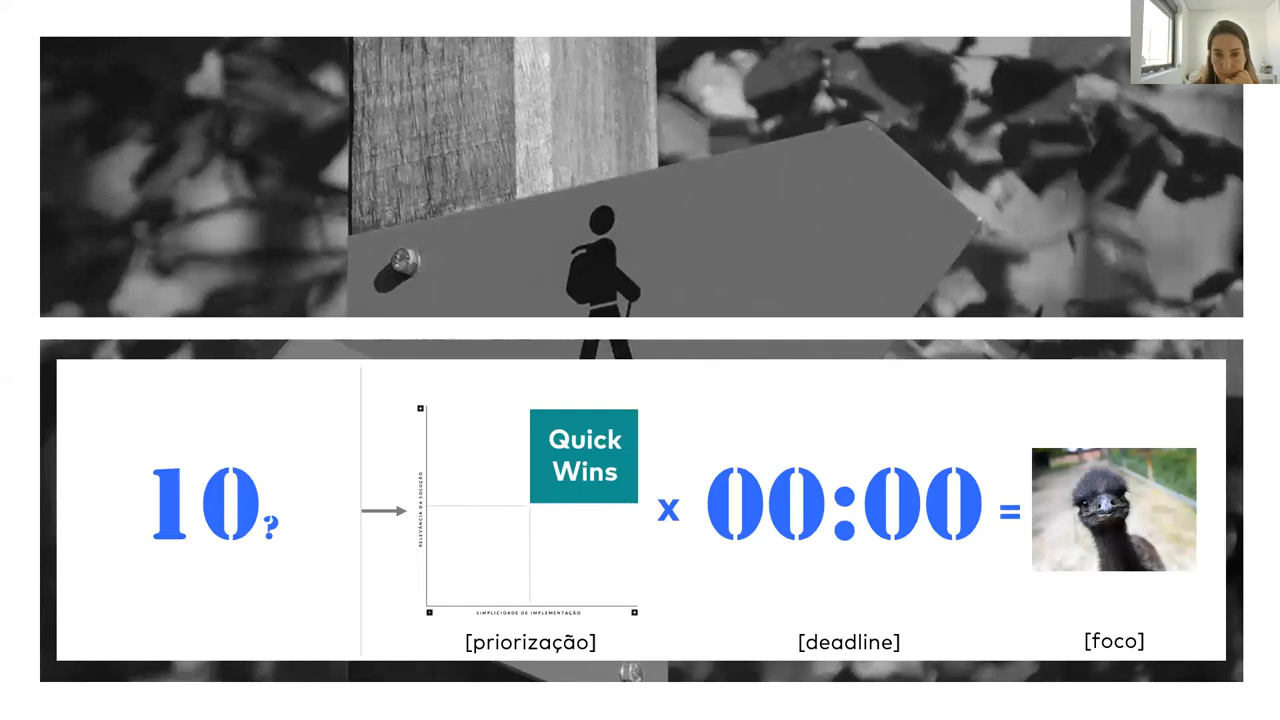 10?
+
Quick
Wins
RELEVÂNCIA DA SOLUÇÃO
x
00:00
=
-
SIMPLICIDADE DE IMPLEMENTAÇÃO
+
[priorização]
[deadline]
[foco]